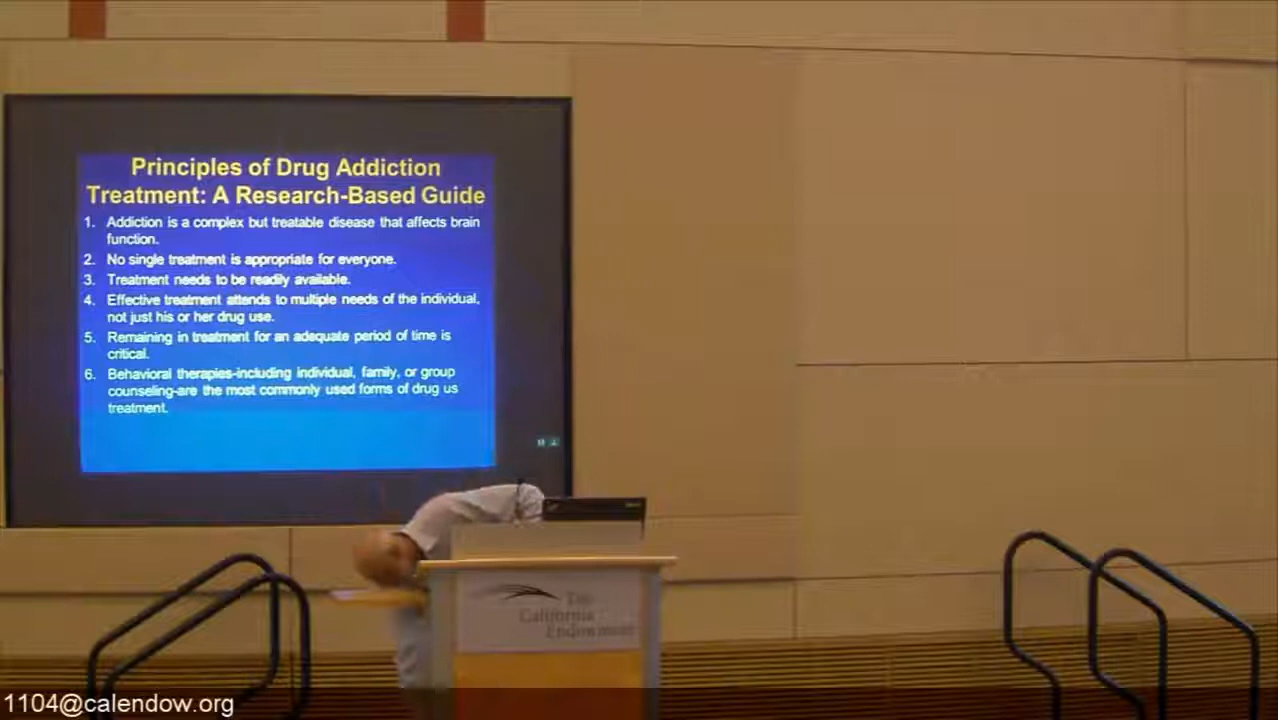 Principles of Drug Addiction
Treatment: A Research-Based Guide
1. Addiction is a complex but treatable disease that affects brain
function.
2. No single treatment is appropriate for everyone.
3. Treatment needs to be readily available.
4. Effective treatment attends to multiple needs of the individual,
not just his or her drug use.
5. Remaining in treatment for an adequate period of time is
critical.
6. Behavioral therapies-including individual, family, or group
counseling-are the most commonly used forms of drug us
treatment.
The
California
Endowment
1104@calendow.org